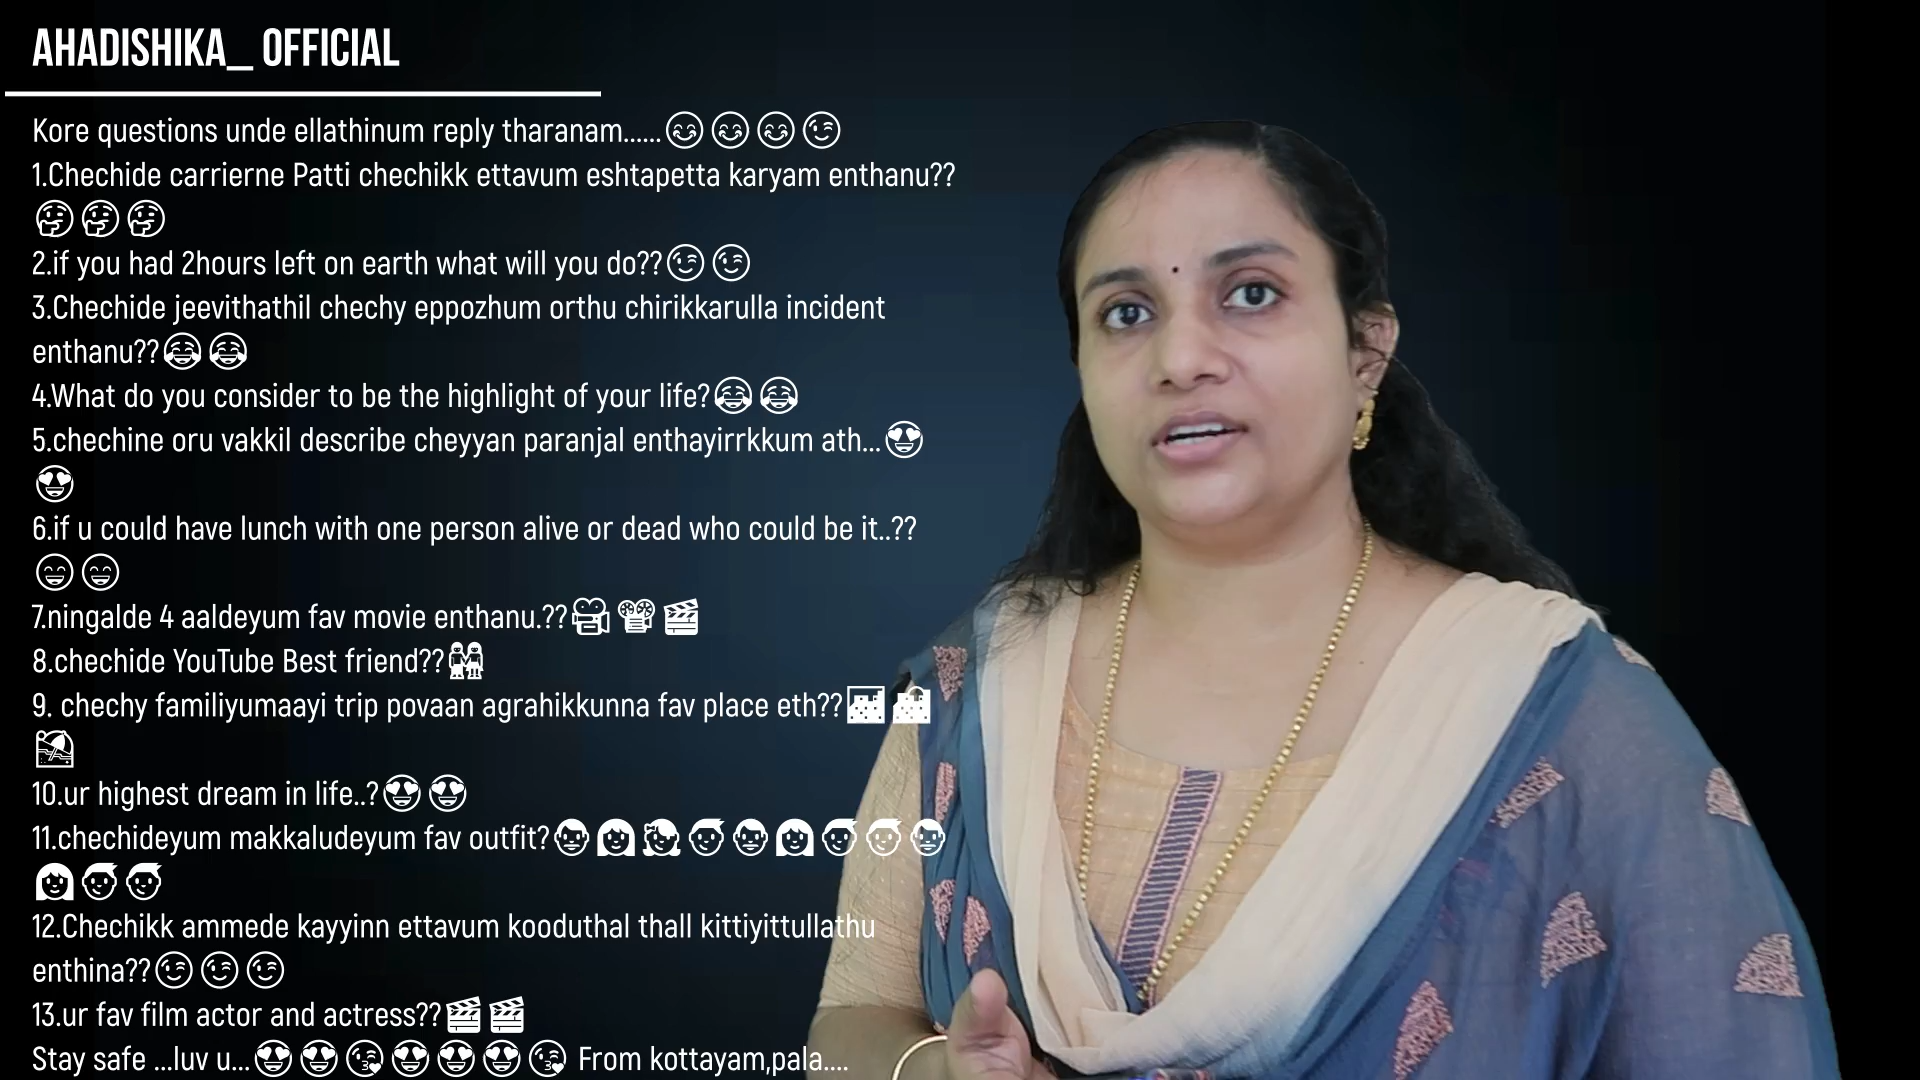 AHADISHIKA_ OFFICIAL
Kore questions unde ellathinum reply tharanam......😊😊😊😉
1.Chechide carrierne Patti chechikk ettavum eshtapetta karyam enthanu??
🤔🤔🤔
2.if you had 2hours left on earth what will you do??😉😉
3.Chechide jeevithathil chechy eppozhum orthu chirikkarulla incident
enthanu??😂😂
4.What do you consider to be the highlight of your life?😂😂
5.chechine oru vakkil describe cheyyan paranjal enthayirrkkum ath...😍
😍
6.if u could have lunch with one person alive or dead who could be it..??
😄😄
7.ningalde 4 aaldeyum fav movie enthanu.??🎥📽🎬
8.chechide YouTube Best friend??👭
9. chechy familiyumaayi trip povaan agrahikkunna fav place eth??🏙🌇
🏖
10.ur highest dream in life..?😍😍
11.chechideyum makkaludeyum fav outfit?👨👩👧👦👨👩👦👦👨
👩👦👦
12.Chechikk ammede kayyinn ettavum kooduthal thall kittiyittullathu
enthina??😉😉😉
13.ur fav film actor and actress??🎬🎬
Stay safe ...luv u...😍😍😘😍😍😍😘 From kottayam,pala....